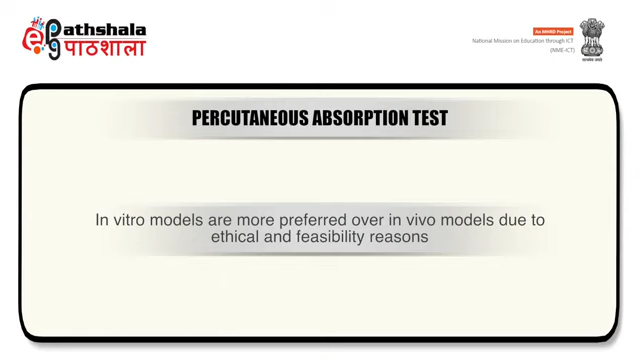 e Pathshala
पाठशाला
An MHRD Project
National Mission on Education through ICT
(NME-ICT)
PERCUTANEOUS ABSORPTION TEST
In vitro models are more preferred over in vivo models due to
ethical and feasibility reasons